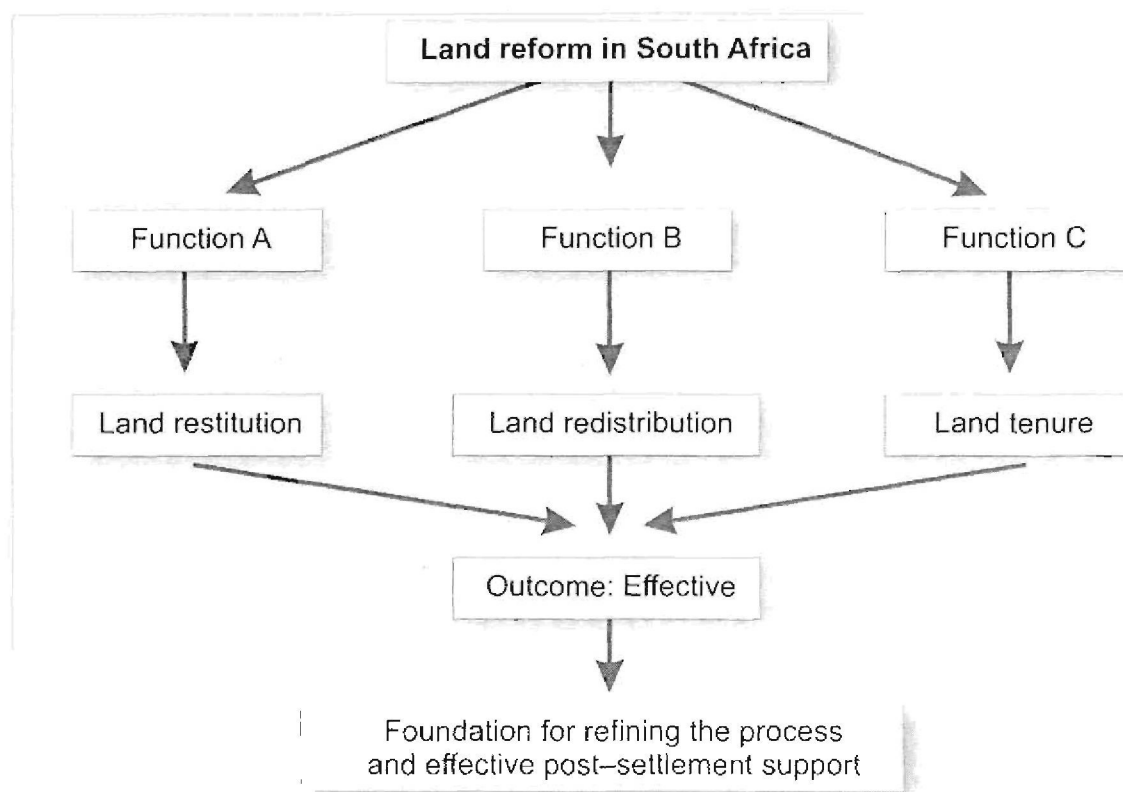 Land reform in South Africa
Function A
Function B
Function C
Land restitution
Land redistribution
Land tenure
Outcome: Effective
Foundation for refining the process
and effective post–settlement support